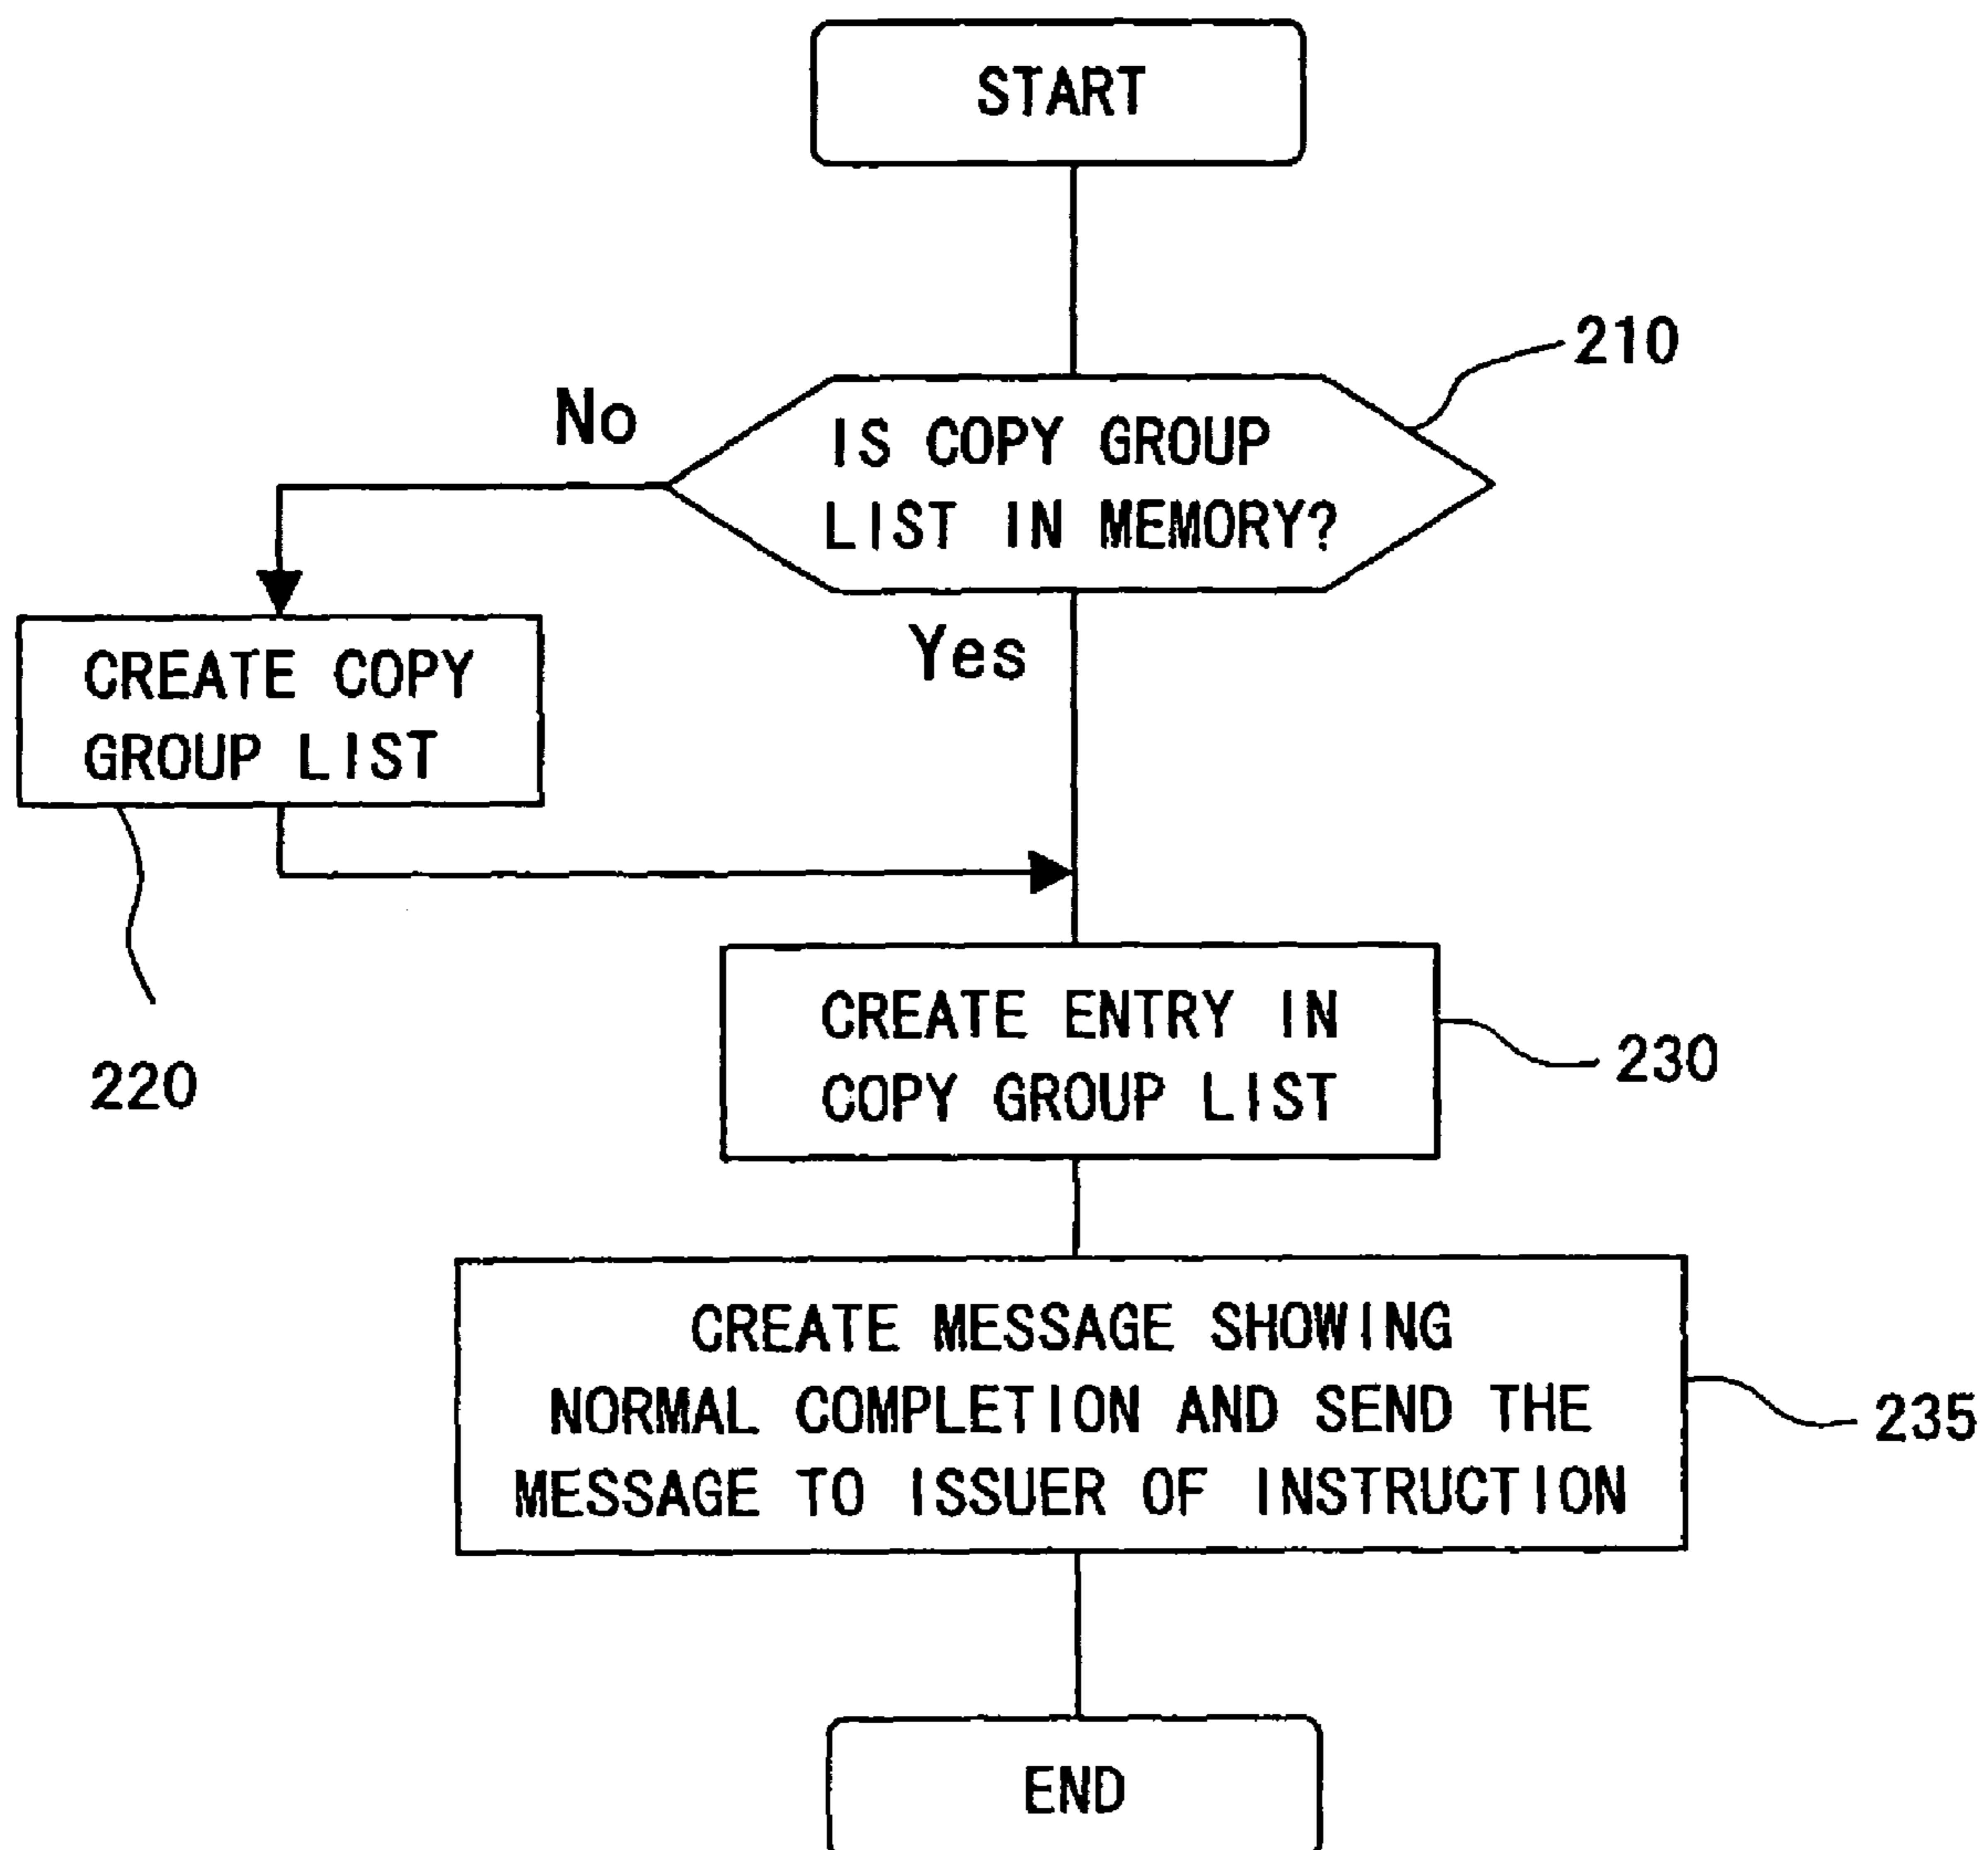 START
210
No
IS COPY GROUP
LIST IN MEMORY?
Yes
CREATE COPY
GROUP LIST
220
CREATE ENTRY IN
COPY GROUP LIST
230
CREATE MESSAGE SHOWING
NORMAL COMPLETION AND SEND THE
MESSAGE TO ISSUER OF INSTRUCTION
235
END